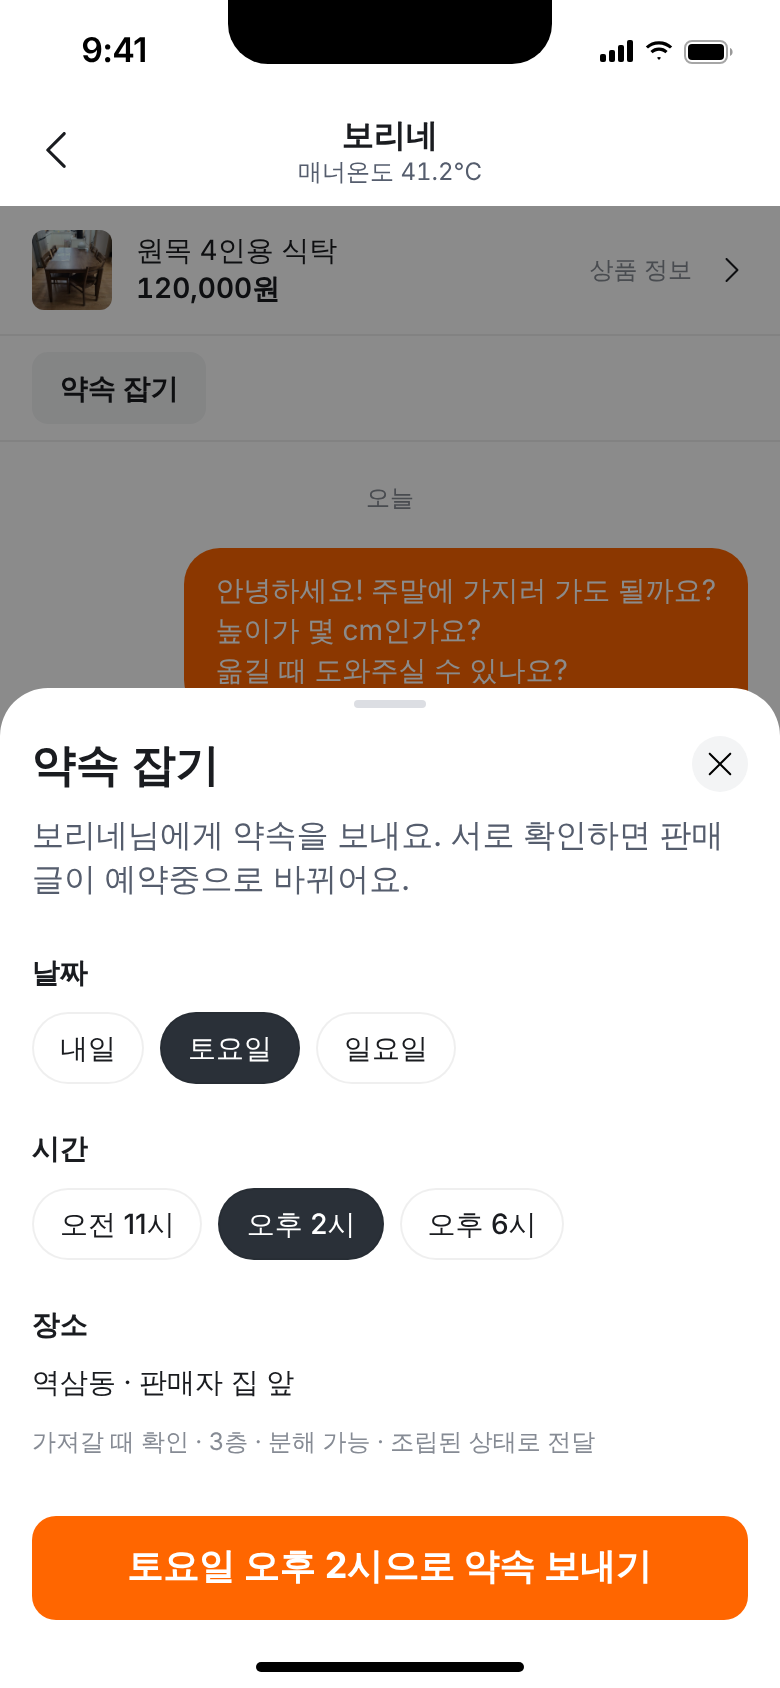 9:41
보리네
매너온도 41.2°C
원목 4인용 식탁
120,000원
상품 정보
약속 잡기
오늘
안녕하세요! 주말에 가지러 가도 될까요?
높이가 몇 cm인가요?
옮길 때 도와주실 수 있나요?
약속 잡기
보리네님에게 약속을 보내요. 서로 확인하면 판매
글이 예약중으로 바뀌어요.
날짜
내일
토요일
일요일
시간
오전 11시
오후 2시
오후 6시
장소
역삼동 · 판매자 집 앞
가져갈 때 확인 · 3층 · 분해 가능 · 조립된 상태로 전달
토요일 오후 2시으로 약속 보내기